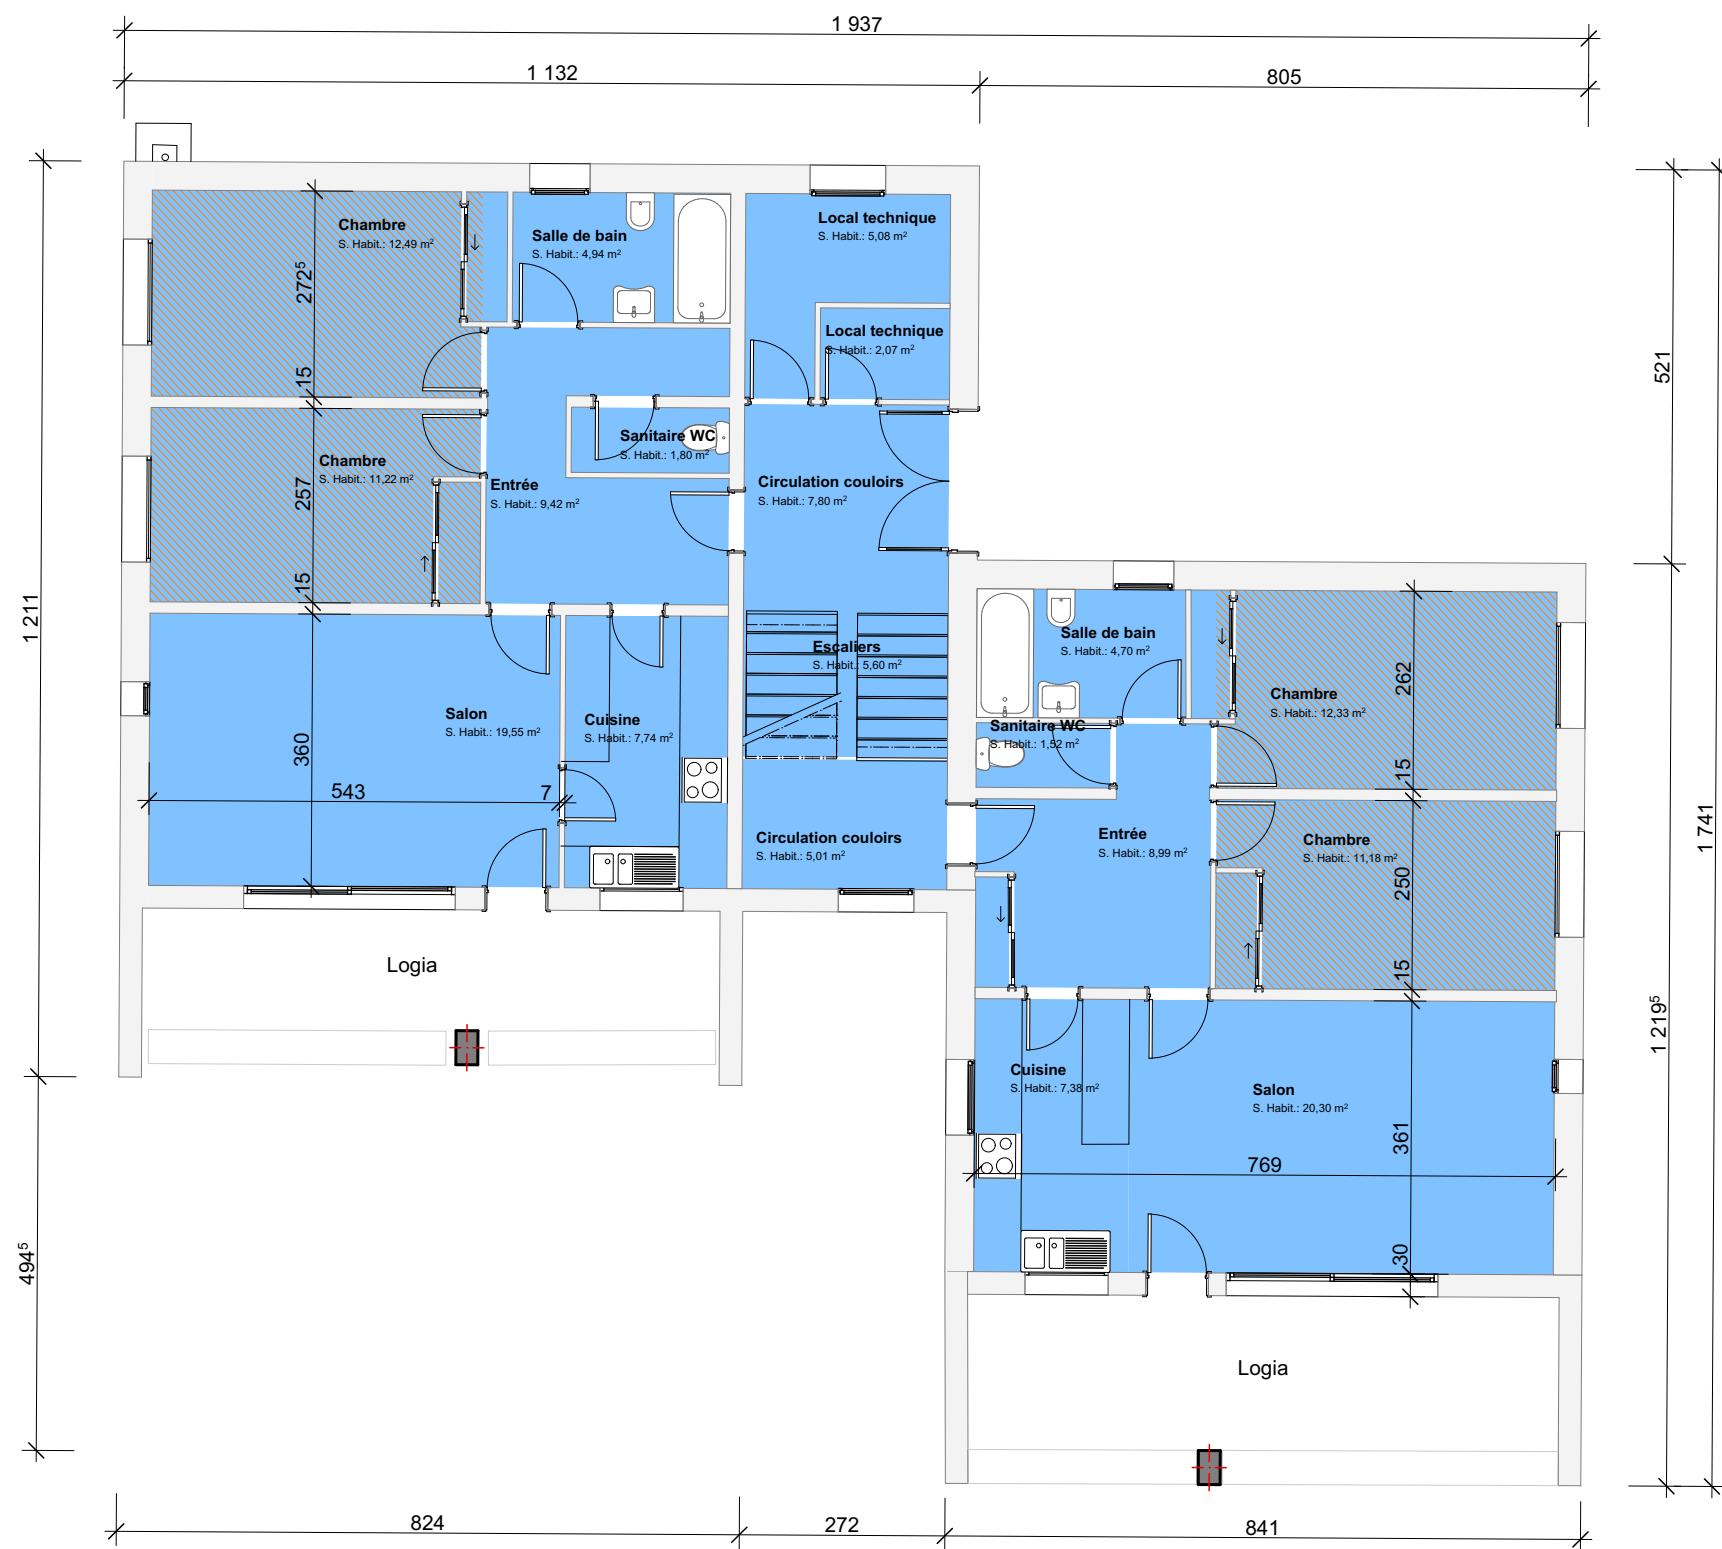 1 937
1 132
805
Chambre
S. Habit.: 12,49 m²
Salle de bain
S. Habit.: 4,94 m²
Local technique
S. Habit.: 5,08 m²
272⁵
Local technique
S. Habit.: 2,07 m²
15
521
Chambre
S. Habit.: 11,22 m²
Sanitaire WC
S. Habit.: 1,80 m²
Entrée
S. Habit.: 9,42 m²
Circulation couloirs
S. Habit.: 7,80 m²
257
15
1 211
Salle de bain
S. Habit.: 4,70 m²
Escaliers
S. Habit.: 5,60 m²
262
Chambre
S. Habit.: 12,33 m²
Salon
S. Habit.: 19,55 m²
Cuisine
S. Habit.: 7,74 m²
Sanitaire WC
S. Habit.: 1,52 m²
360
15
543
7
Circulation couloirs
S. Habit.: 5,01 m²
Entrée
S. Habit.: 8,99 m²
Chambre
S. Habit.: 11,18 m²
1 741
250
Logia
15
1 219⁵
Cuisine
S. Habit.: 7,38 m²
Salon
S. Habit.: 20,30 m²
361
769
494⁵
30
Logia
824
272
841